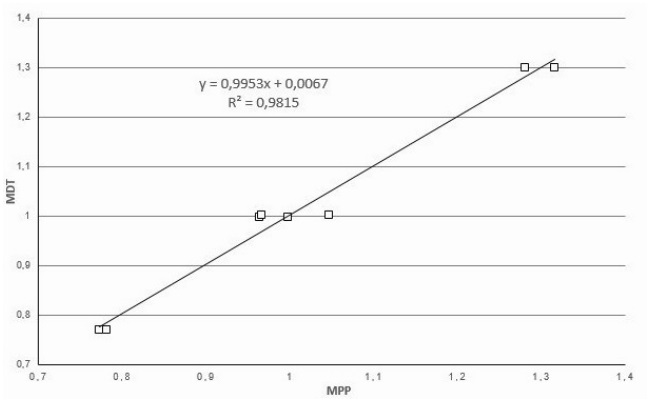 1,4
1,3
y = 0,9953x + 0,0067
R² = 0,9815
1,2
1,1
MDT
1
0,9
0,8
0,7
0,7 0,8 0,9 1 1,1 1,2 1,3 1,4
MPP